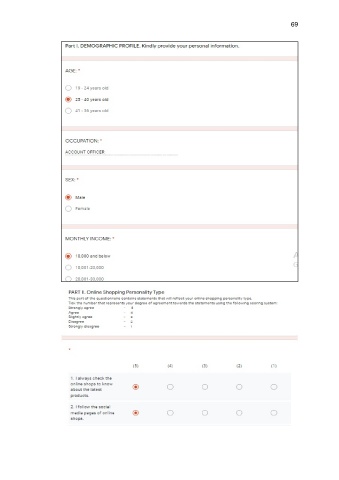 69
Part I. DEMOGRAPHIC PROFILE. Kindly provide your personal information.
AGE: *
19 - 24 years old
25 - 40 years old
41 - 56 years old
OCCUPATION: *
ACCOUNT OFFICER
SEX: *
Male
Female
MONTHLY INCOME: *
10,000 and below
10,001-20,000
20,001-30,000
PART II. Online Shopping Personality Type
This part of the questionnaire contains statements that will reflect your online shopping personality type.
Tick the number that represents your degree of agreement towards the statements using the following scoring system:
Strongly agree - 5
Agree - 4
Slightly agree - 3
Disagree - 2
Strongly disagree - 1
*
(5) (4) (3) (2) (1)
1. I always check the
online shops to know
about the latest
products.
2. I follow the social
media pages of online
shops.